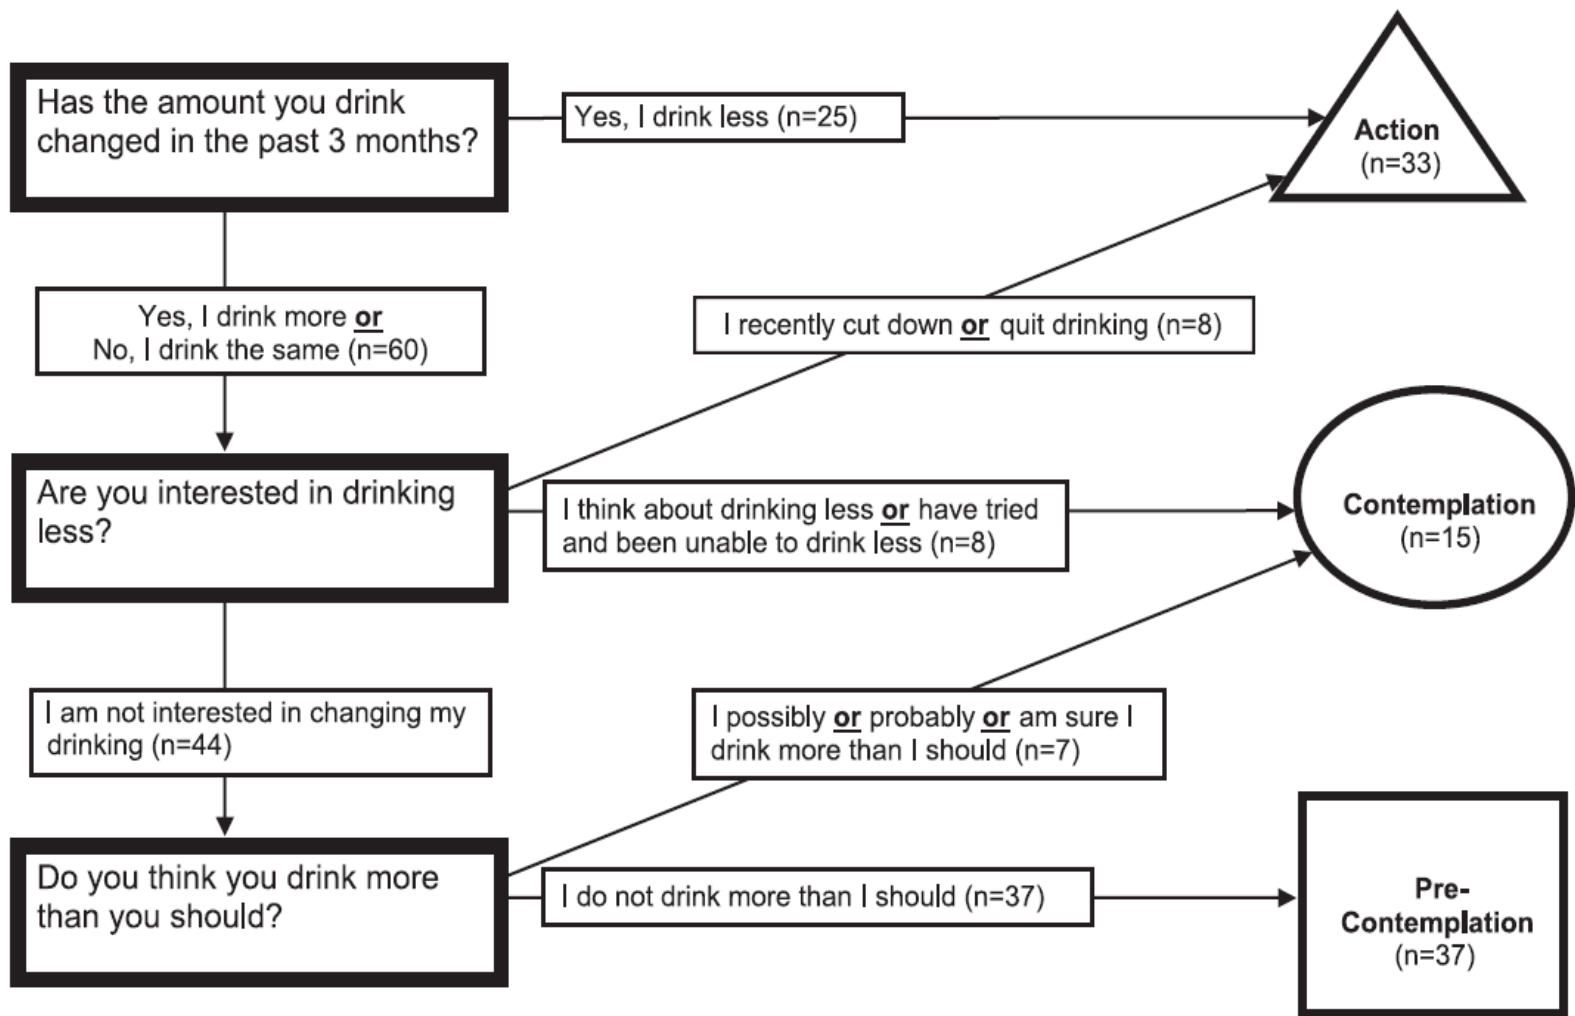 Has the amount you drink
changed in the past 3 months?
Yes, I drink less (n=25)
Action
(n=33)
Yes, I drink more or
No, I drink the same (n=60)
I recently cut down or quit drinking (n=8)
Are you interested in drinking
less?
I think about drinking less or have tried
and been unable to drink less (n=8)
Contemplation
(n=15)
I am not interested in changing my
drinking (n=44)
I possibly or probably or am sure I
drink more than I should (n=7)
Do you think you drink more
than you should?
I do not drink more than I should (n=37)
Pre-
Contemplation
(n=37)